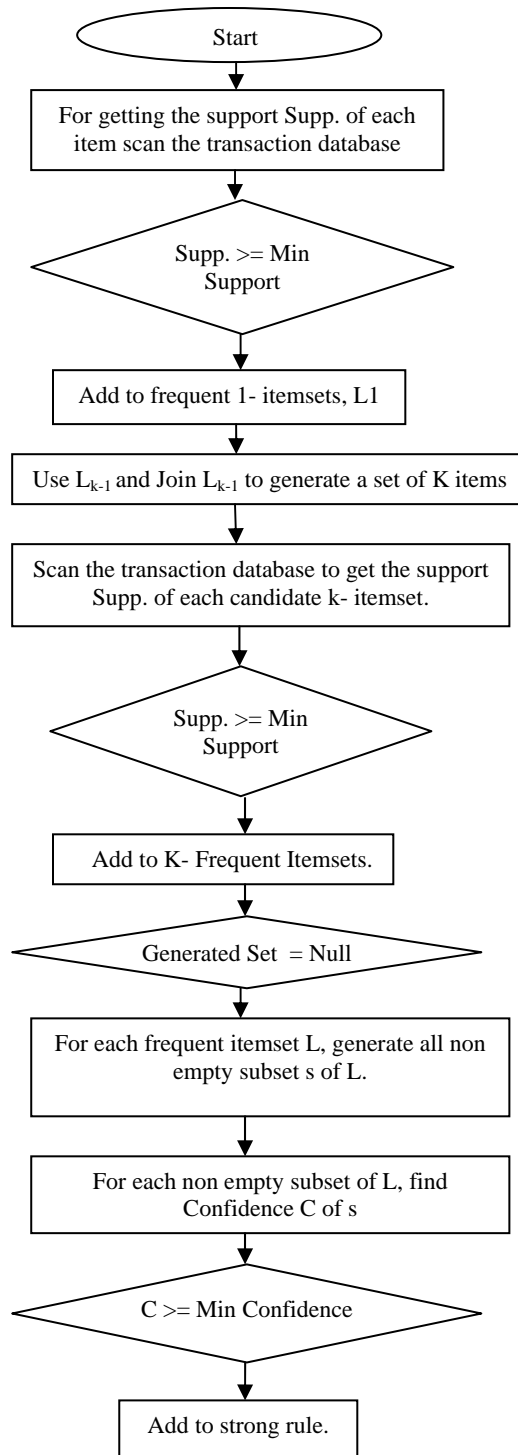 Start
For getting the support Supp. of each
item scan the transaction database
Supp. >= Min
Support
Add to frequent 1- itemsets, L1
Use Lk-1 and Join Lk-1 to generate a set of K items
Scan the transaction database to get the support
Supp. of each candidate k- itemset.
Supp. >= Min
Support
Add to K- Frequent Itemsets.
Generated Set = Null
For each frequent itemset L, generate all non
empty subset s of L.
For each non empty subset of L, find
Confidence C of s
C >= Min Confidence
Add to strong rule.